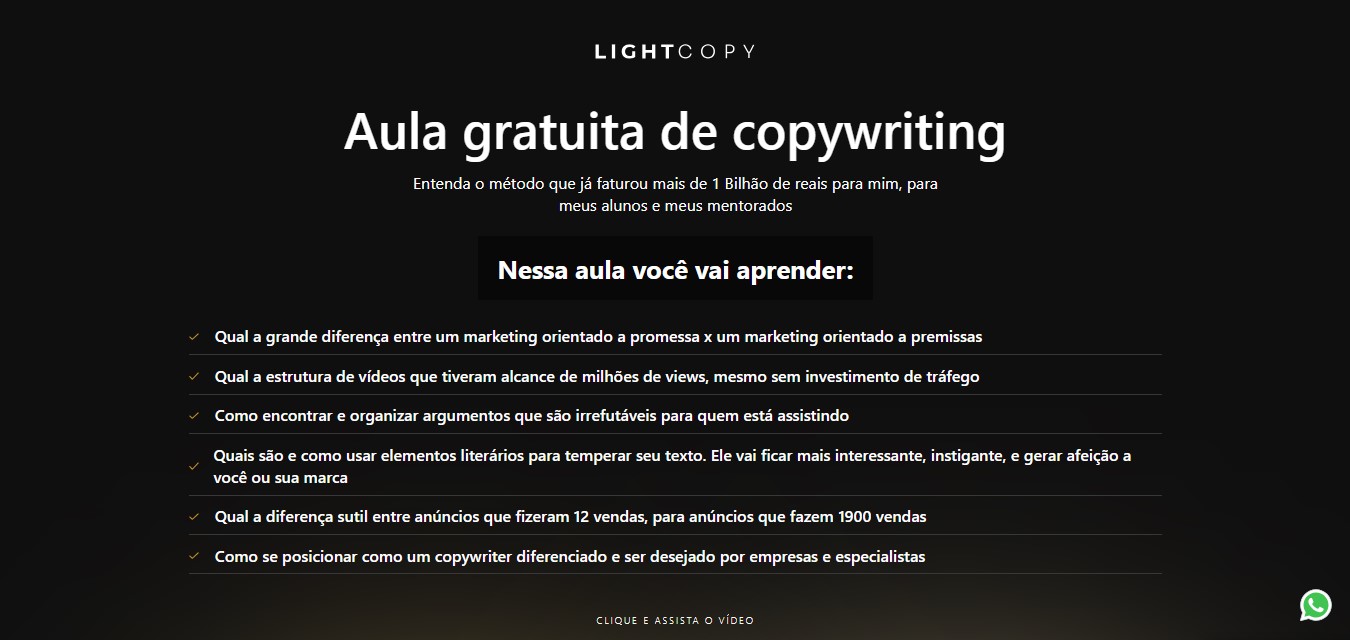 LIGHTCOPY
Aula gratuita de copywriting
Entenda o método que já faturou mais de 1 Bilhão de reais para mim, para
meus alunos e meus mentorados
Nessa aula você vai aprender:
Qual a grande diferença entre um marketing orientado a promessa x um marketing orientado a premissas
Qual a estrutura de vídeos que tiveram alcance de milhões de views, mesmo sem investimento de tráfego
Como encontrar e organizar argumentos que são irrefutáveis para quem está assistindo
Quais são e como usar elementos literários para temperar seu texto. Ele vai ficar mais interessante, instigante, e gerar afeição a
você ou sua marca
Qual a diferença sutil entre anúncios que fizeram 12 vendas, para anúncios que fazem 1900 vendas
Como se posicionar como um copywriter diferenciado e ser desejado por empresas e especialistas
CLIQUE E ASSISTA O VÍDEO